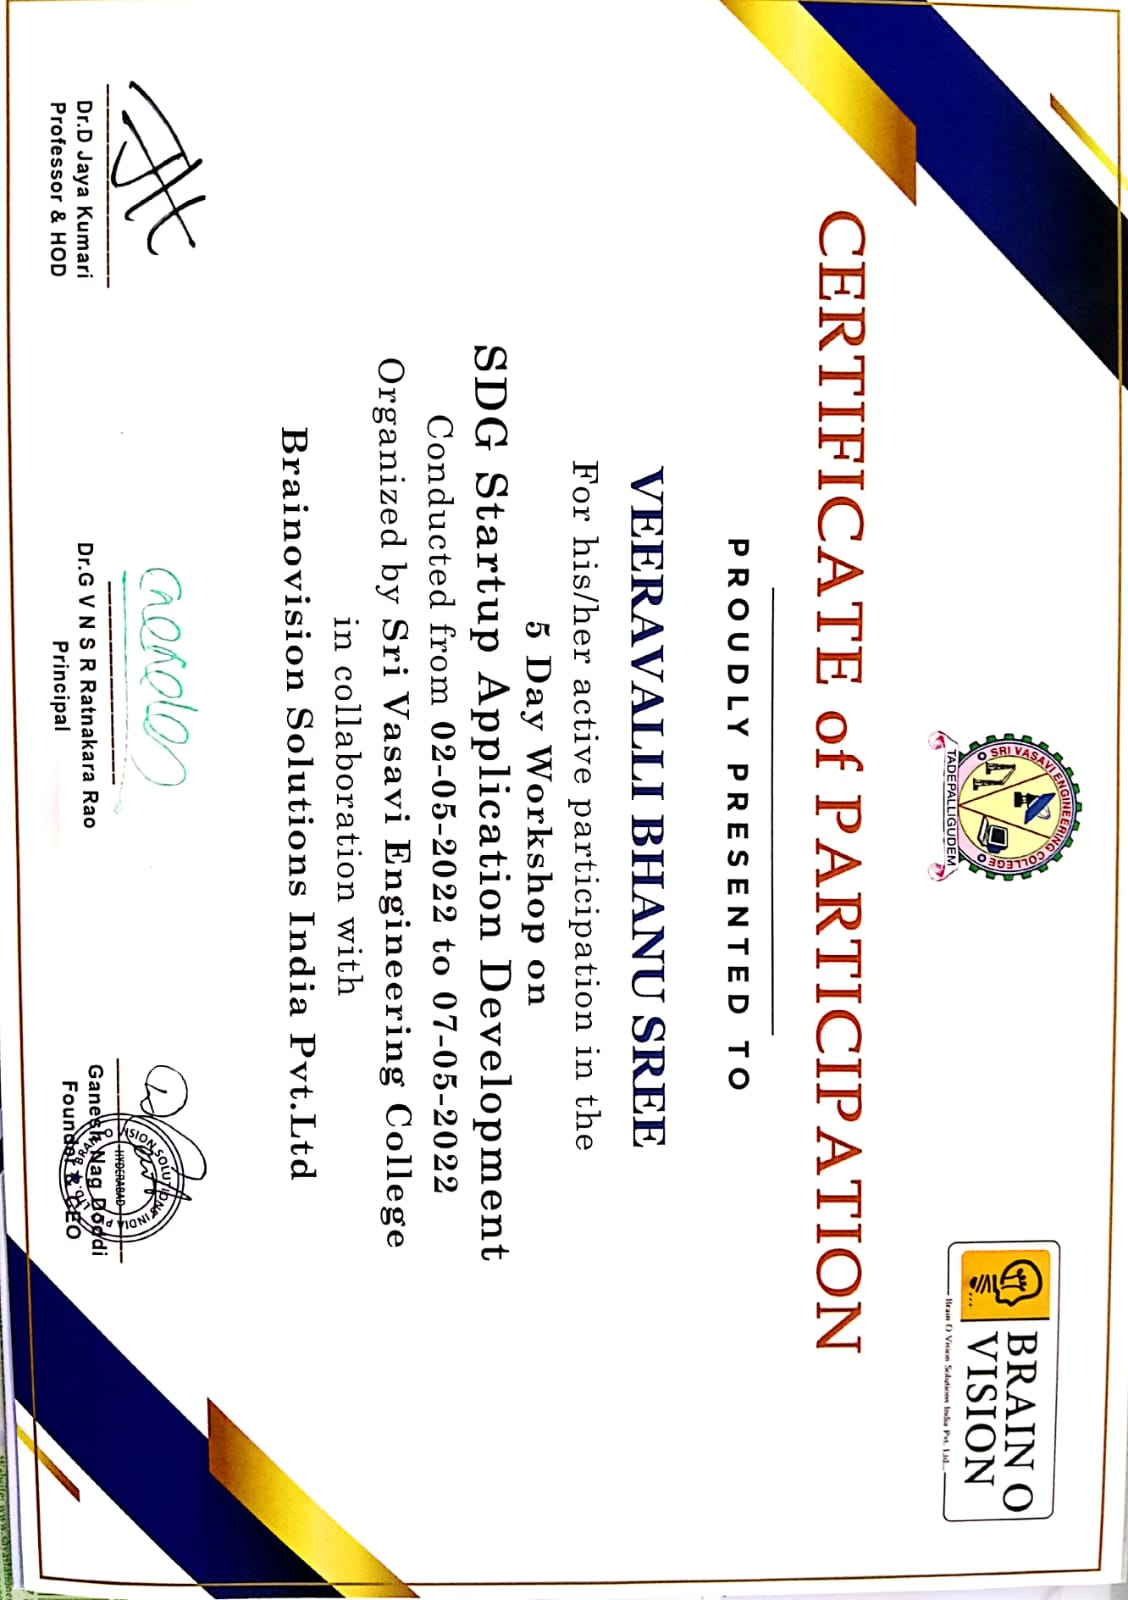 SRI VASAVI ENGINEERING COLLEGE
TADEPALLIGUDEM
BRAIN O
VISION
Brain O Vision Solutions India Pvt. Ltd
CERTIFICATE of PARTICIPATION
PROUDLY PRESENTED TO
VEERAVALLI BHANU SREE
For his/her active participation in the
5 Day Workshop on
SDG Startup Application Development
Conducted from 02-05-2022 to 07-05-2022
Organized by Sri Vasavi Engineering College
in collaboration with
Brainovision Solutions India Pvt.Ltd
Dr.D Jaya Kumari
Professor & HOD
Dr.G V N S R Ratnakara Rao
Principal
BRAIN O VISION SOLUTIONS INDIA PVT. LTD.
HYDERABAD
Ganesh Nag Doddi
Founder & CEO